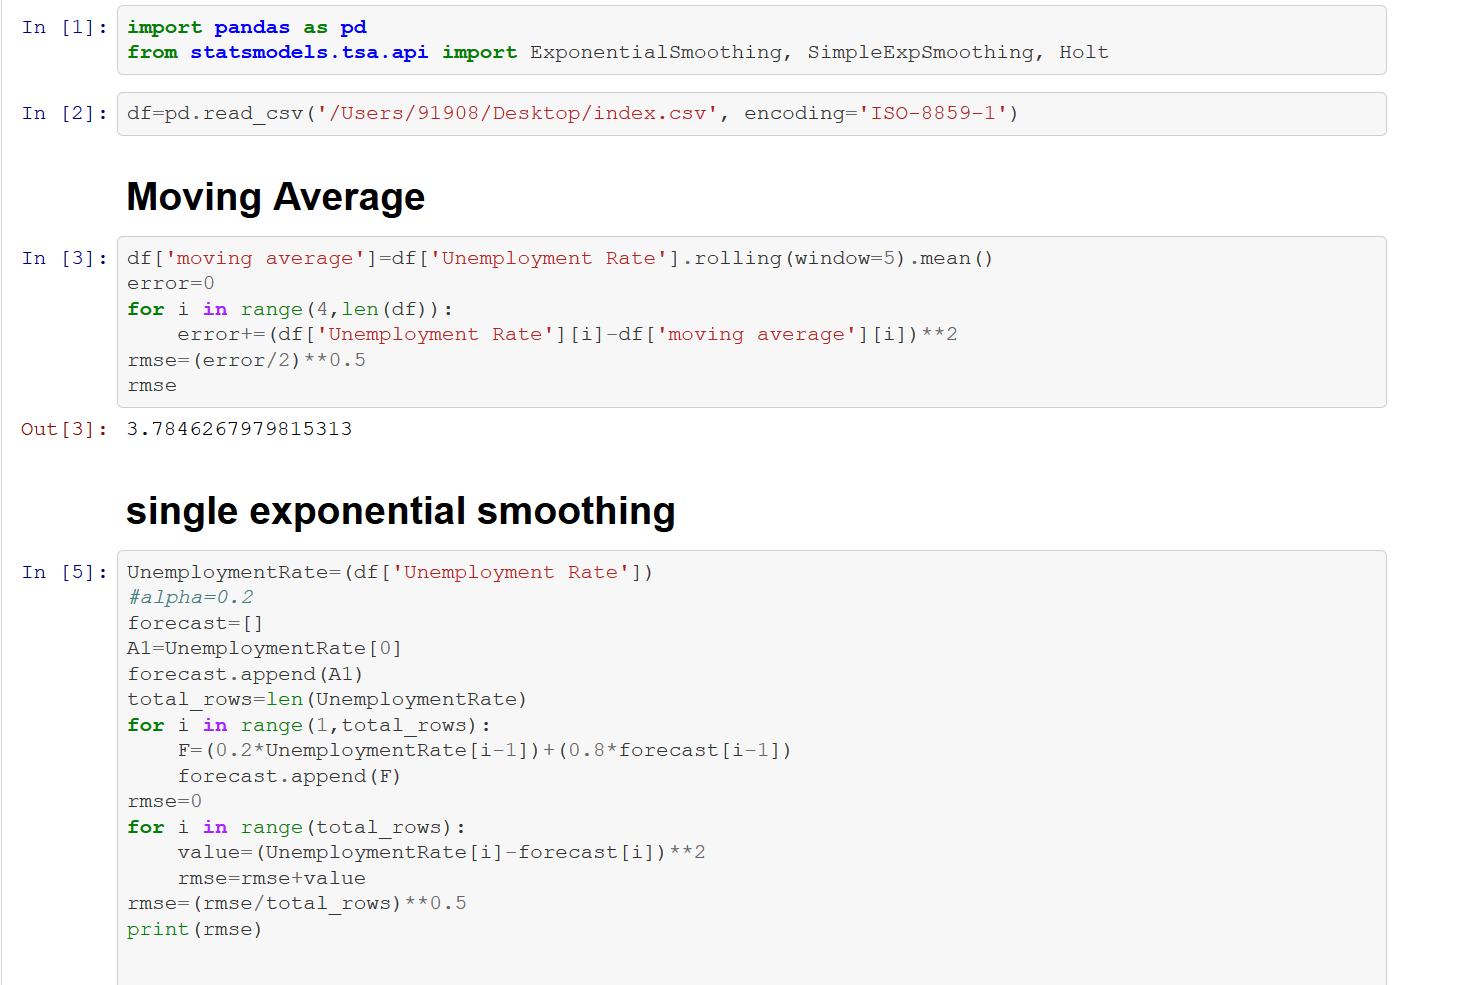 In [1]: import pandas as pd
from statsmodels.tsa.api import ExponentialSmoothing, SimpleExpSmoothing, Holt
In [2]: df=pd.read_csv('/Users/91908/Desktop/index.csv', encoding='ISO-8859-1')
Moving Average
In [3]: df['moving average']=df['Unemployment Rate'].rolling(window=5).mean()
error=0
for i in range(4,len(df)):
    error+=(df['Unemployment Rate'][i]-df['moving average'][i])**2
rmse=(error/2)**0.5
rmse
Out[3]: 3.7846267979815313
single exponential smoothing
In [5]: UnemploymentRate=(df['Unemployment Rate'])
#alpha=0.2
forecast=[]
A1=UnemploymentRate[0]
forecast.append(A1)
total_rows=len(UnemploymentRate)
for i in range(1,total_rows):
    F=(0.2*UnemploymentRate[i-1])+(0.8*forecast[i-1])
    forecast.append(F)
rmse=0
for i in range(total_rows):
    value=(UnemploymentRate[i]-forecast[i])**2
    rmse=rmse+value
rmse=(rmse/total_rows)**0.5
print(rmse)